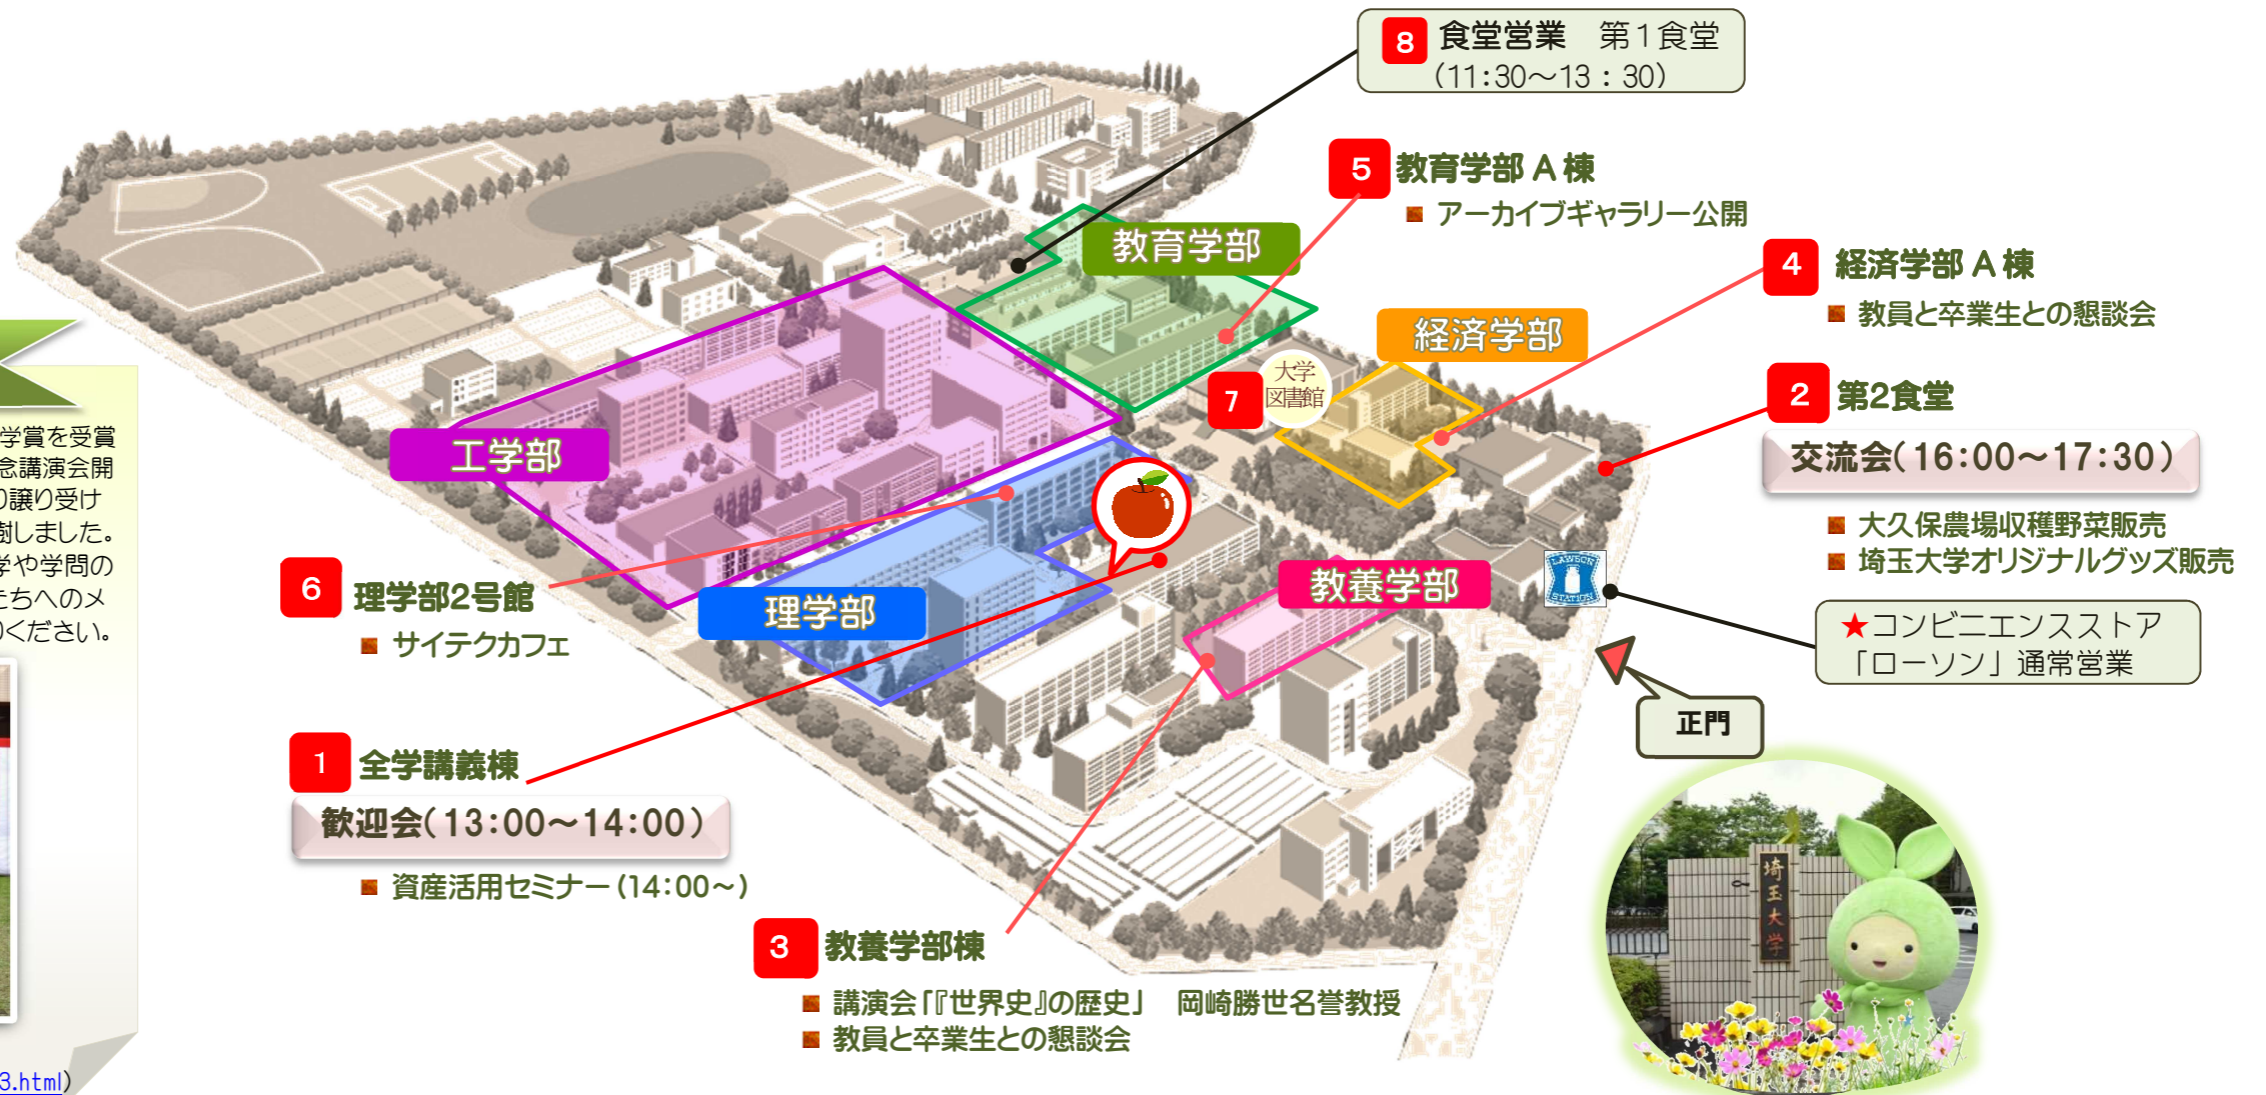 8 食堂営業　第１食堂
（11：30～13：30）
5 教育学部 A 棟
アーカイブギャラリー公開
4 経済学部 A 棟
教員と卒業生との懇談会
2 第2食堂
交流会（16：00～17：30）
大久保農場収穫野菜販売
埼玉大学オリジナルグッズ販売
★コンビニエンスストア
「ローソン」通常営業
正門
LAWSON
STATION
教育学部
経済学部
7
大学
図書館
工学部
理学部
教養学部
6 理学部2号館
サイテクカフェ
1 全学講義棟
歓迎会（13：00～14：00）
資産活用セミナー（14：00～）
3 教養学部棟
講演会「『世界史』の歴史」　岡崎勝世名誉教授
教員と卒業生との懇談会
学賞を受賞
念講演会開
り譲り受け
樹しました。
学や学問の
たちへのメ
りください。
3.html)
埼玉大学